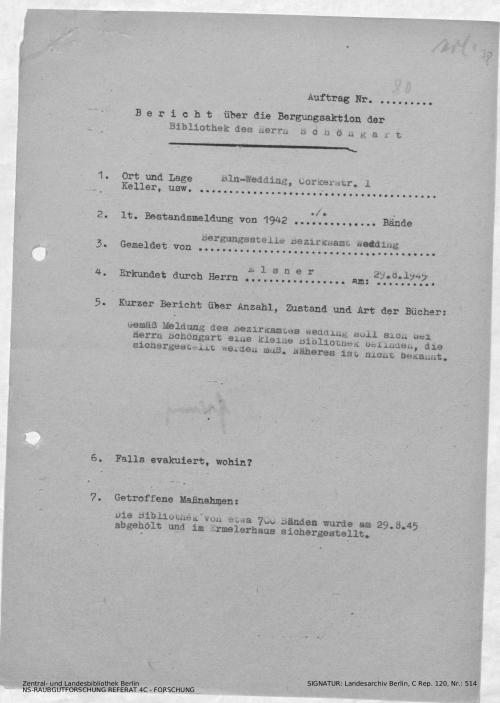 38
Auftrag Nr. 80
B e r i c h t über die Bergungsaktion der
Bibliothek des Herrn S c h ö n g a r t
1. Ort und Lage Bln-Wedding, Corkerstr. 1
Keller, usw. ........................................
2. lt. Bestandsmeldung von 1942 ...../........ Bände
3. Gemeldet von Bergungsstelle Bezirksamt Wedding
4. Erkundet durch Herrn E l s n e r am: 29.8.1945
5. Kurzer Bericht über Anzahl, Zustand und Art der Bücher:
Gemäß Meldung des Bezirkamtes Wedding soll sich bei
Herrn Schöngart eine kleine Bibliothek befinden, die
sichergestellt werden muß. Näheres ist nicht bekannt.
6. Falls evakuiert, wohin?
7. Getroffene Maßnahmen:
Die Bibliothek von etwa 700 Bänden wurde am 29.8.45
abgeholt und im Ermelerhaus sichergestellt.
Zentral- und Landesbibliothek Berlin
NS-RAUBGUTFORSCHUNG REFERAT 4C - FORSCHUNG
SIGNATUR: Landesarchiv Berlin, C Rep. 120, Nr.: 514